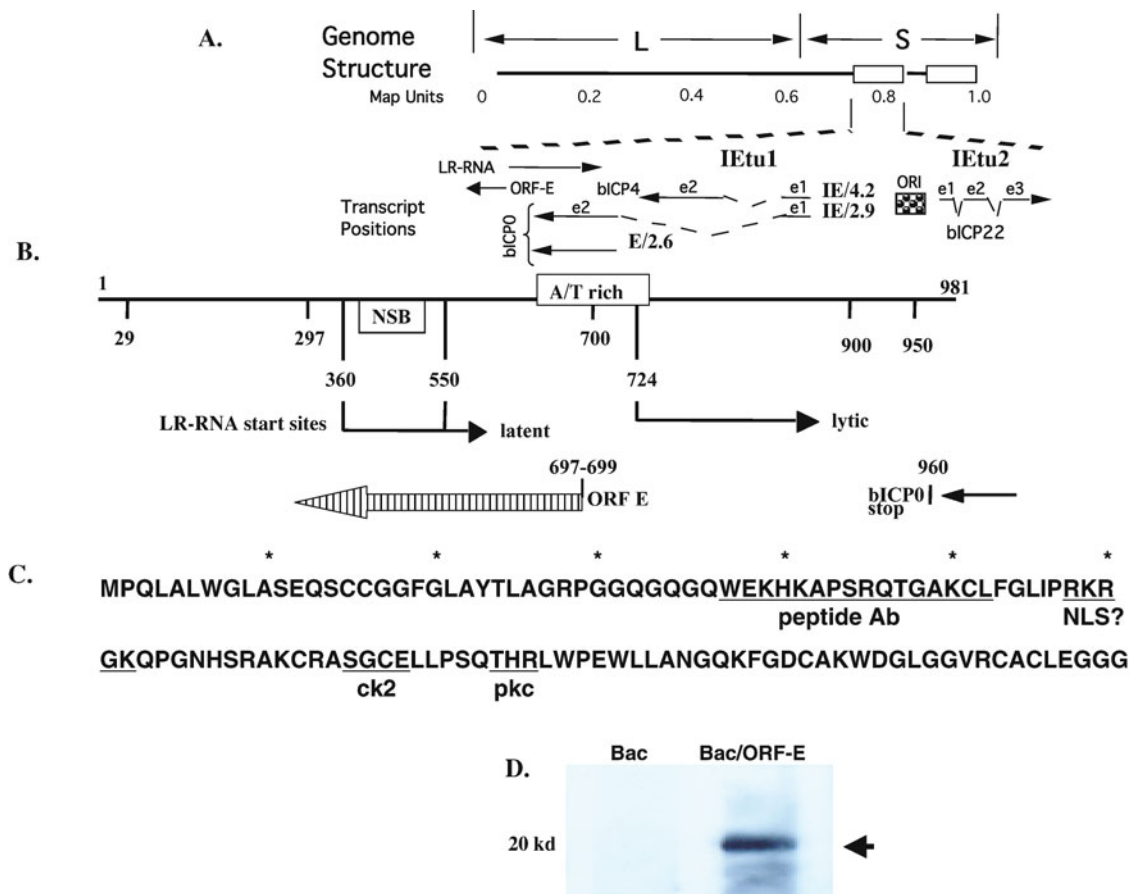 A.
Genome Structure
L
S
Map Units
0
0.2
0.4
0.6
0.8
1.0
IEtu1
IEtu2
LR-RNA
ORF-E
bICP4
e2
e1
IE/4.2
ORI
e1
e2
e3
Transcript Positions
bICP0
e2
e1
IE/2.9
bICP22
E/2.6
B.
1
A/T rich
981
NSB
29
297
700
900
950
360
550
724
LR-RNA start sites
latent
lytic
697-699
960
ORF E
bICP0 stop
* * * * * *
C.
MPQLALWGLASEQSCCGGFGLAYTLAGRPGGQGQGQWEKHKAPSRQTGAKCLFGLIPRKR
peptide Ab
NLS?
GKQPGNHSRAKCRASGCELLPSQTHRLWPEWLLANGQKFGDCAKWDGLGGVRCACLEGGG
ck2
pkc
D.
Bac
Bac/ORF-E
20 kd